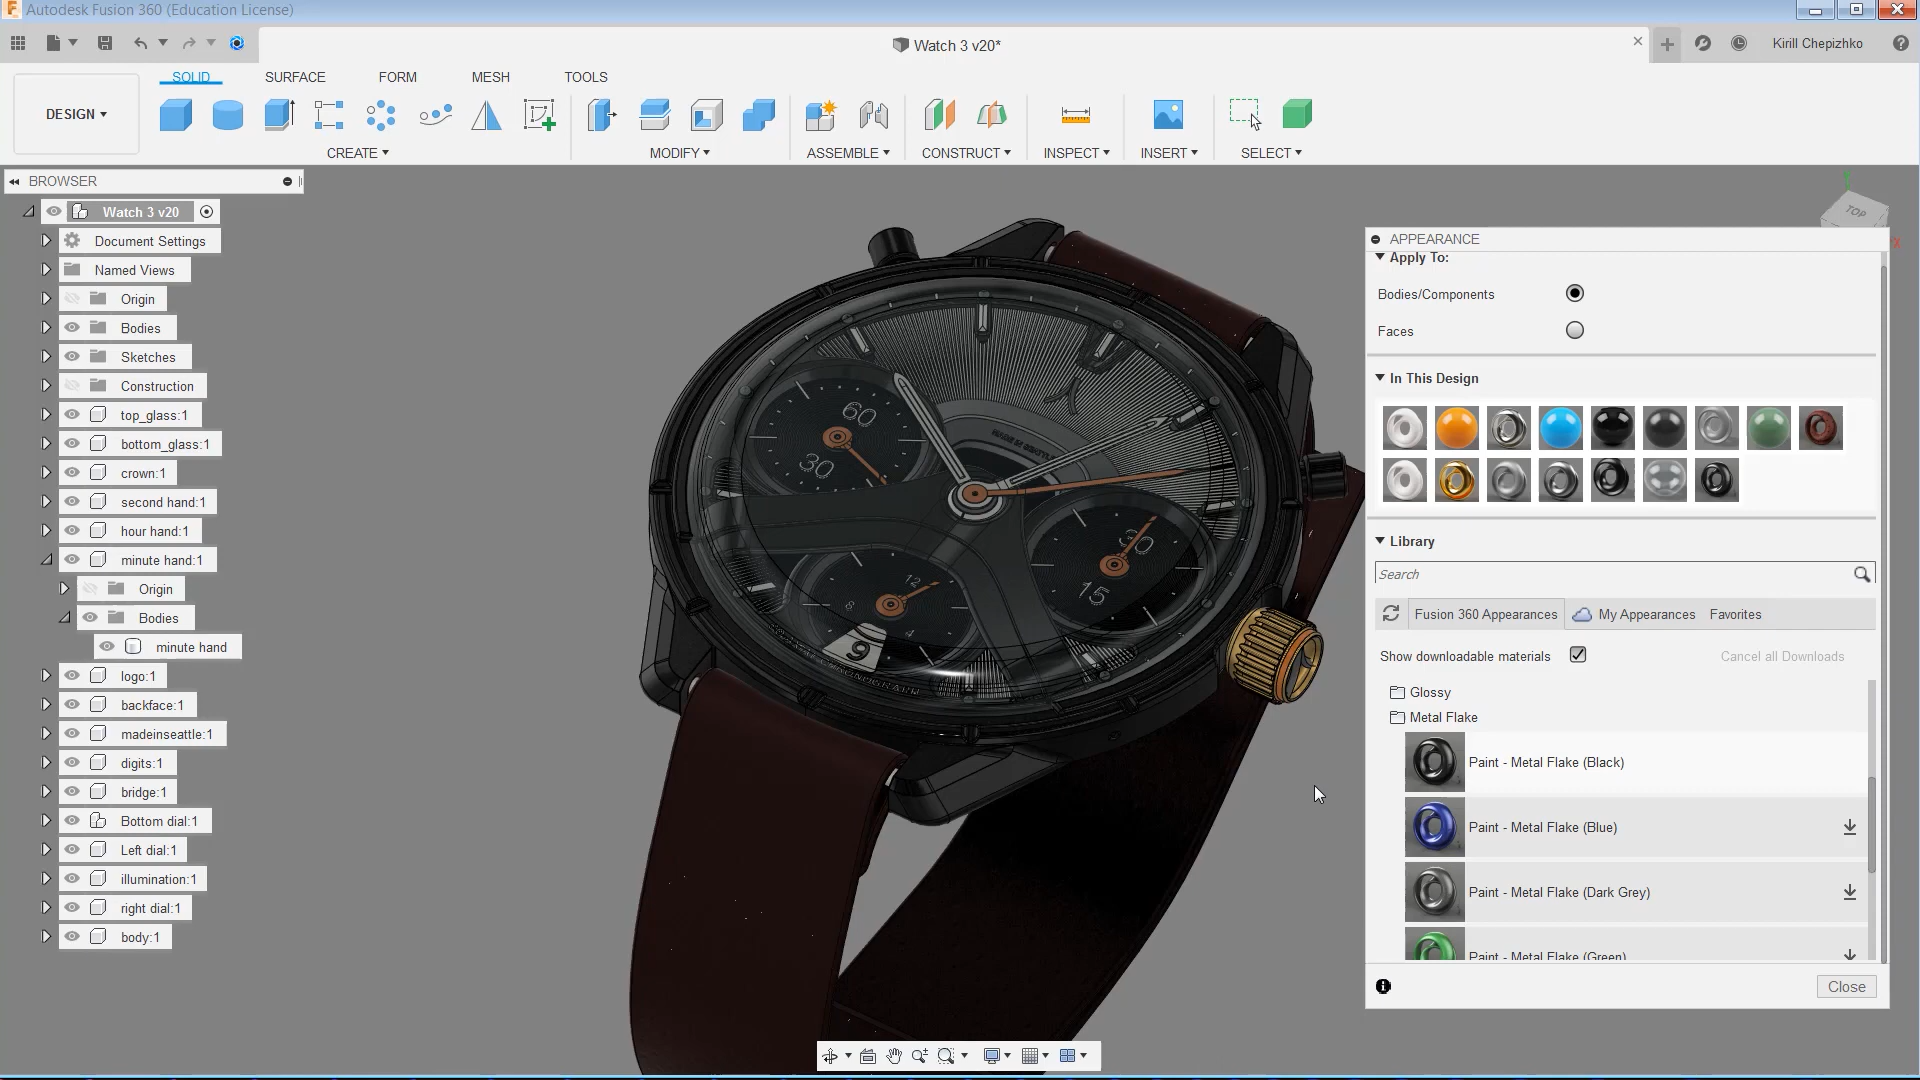 Autodesk Fusion 360 (Education License)
Watch 3 v20*
Kirill Chepizhko
DESIGN
SOLID
SURFACE
FORM
MESH
TOOLS
CREATE
MODIFY
ASSEMBLE
CONSTRUCT
INSPECT
INSERT
SELECT
BROWSER
Watch 3 v20
Document Settings
Named Views
Origin
Bodies
Sketches
Construction
top_glass:1
bottom_glass:1
crown:1
second hand:1
hour hand:1
minute hand:1
Origin
Bodies
minute hand
logo:1
backface:1
madeinseattle:1
digits:1
bridge:1
Bottom dial:1
Left dial:1
illumination:1
right dial:1
body:1
60
30
30
15
12
8
4
9
TOP
Y
X
APPEARANCE
Apply To:
Bodies/Components
Faces
In This Design
Library
Search
Fusion 360 Appearances
My Appearances
Favorites
Show downloadable materials
Cancel all Downloads
Glossy
Metal Flake
Paint - Metal Flake (Black)
Paint - Metal Flake (Blue)
Paint - Metal Flake (Dark Grey)
Paint - Metal Flake (Green)
Close